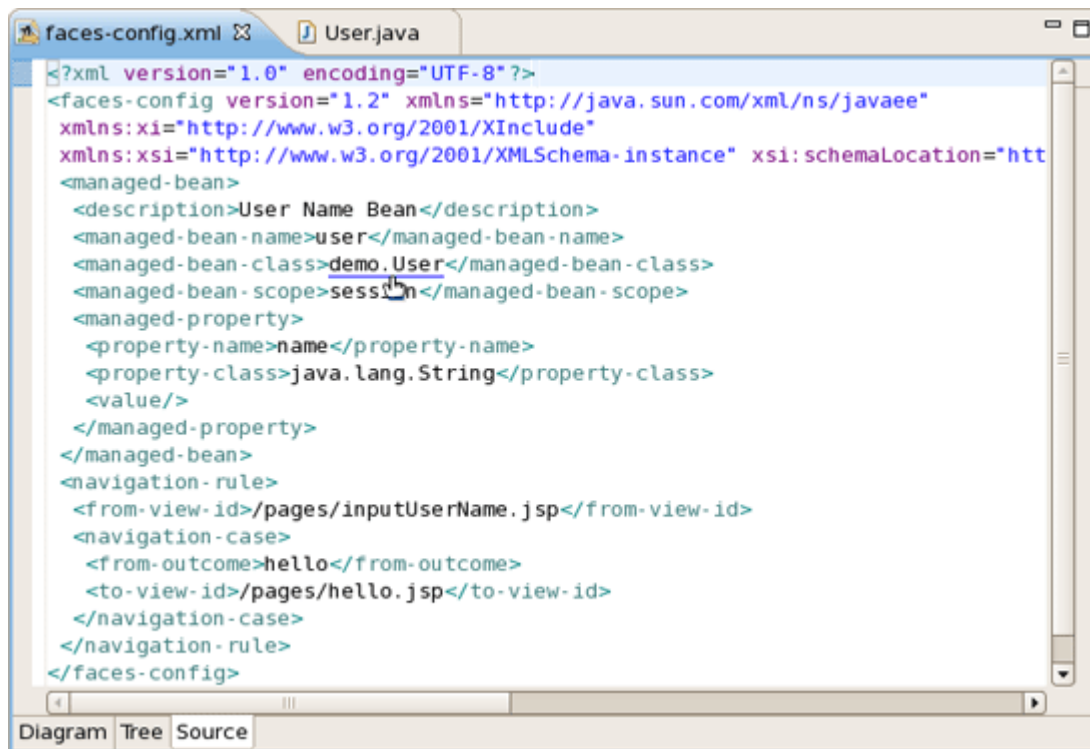 faces-config.xml User.java
<?xml version="1.0" encoding="UTF-8"?>
<faces-config version="1.2" xmlns="http://java.sun.com/xml/ns/javaee"
xmlns:xi="http://www.w3.org/2001/XInclude"
xmlns:xsi="http://www.w3.org/2001/XMLSchema-instance" xsi:schemaLocation="htt
<managed-bean>
<description>User Name Bean</description>
<managed-bean-name>user</managed-bean-name>
<managed-bean-class>demo.User</managed-bean-class>
<managed-bean-scope>session</managed-bean-scope>
<managed-property>
<property-name>name</property-name>
<property-class>java.lang.String</property-class>
<value/>
</managed-property>
</managed-bean>
<navigation-rule>
<from-view-id>/pages/inputUserName.jsp</from-view-id>
<navigation-case>
<from-outcome>hello</from-outcome>
<to-view-id>/pages/hello.jsp</to-view-id>
</navigation-case>
</navigation-rule>
</faces-config>
Diagram Tree Source